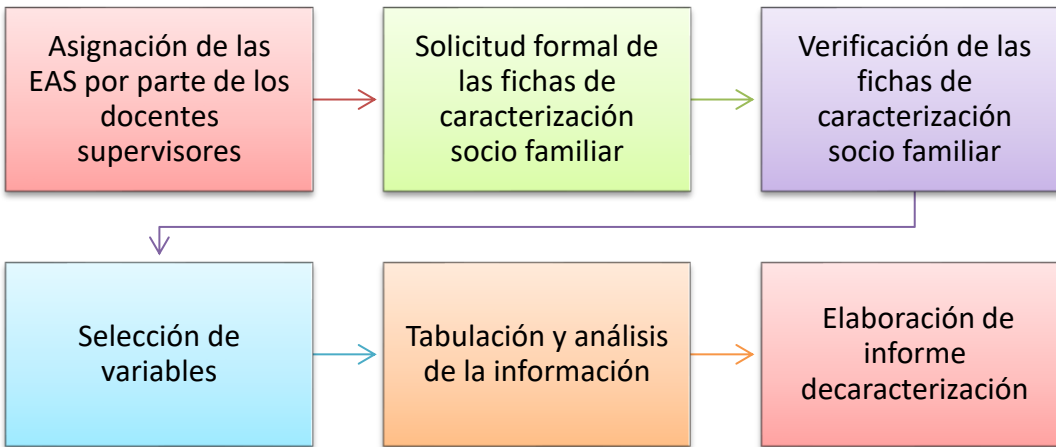 Asignación de las
EAS por parte de los
docentes
supervisores
Solicitud formal de
las fichas de
caracterización
socio familiar
Verificación de las
fichas de
caracterización
socio familiar
Selección de
variables
Tabulación y análisis
de la información
Elaboración de
informe
decaracterización